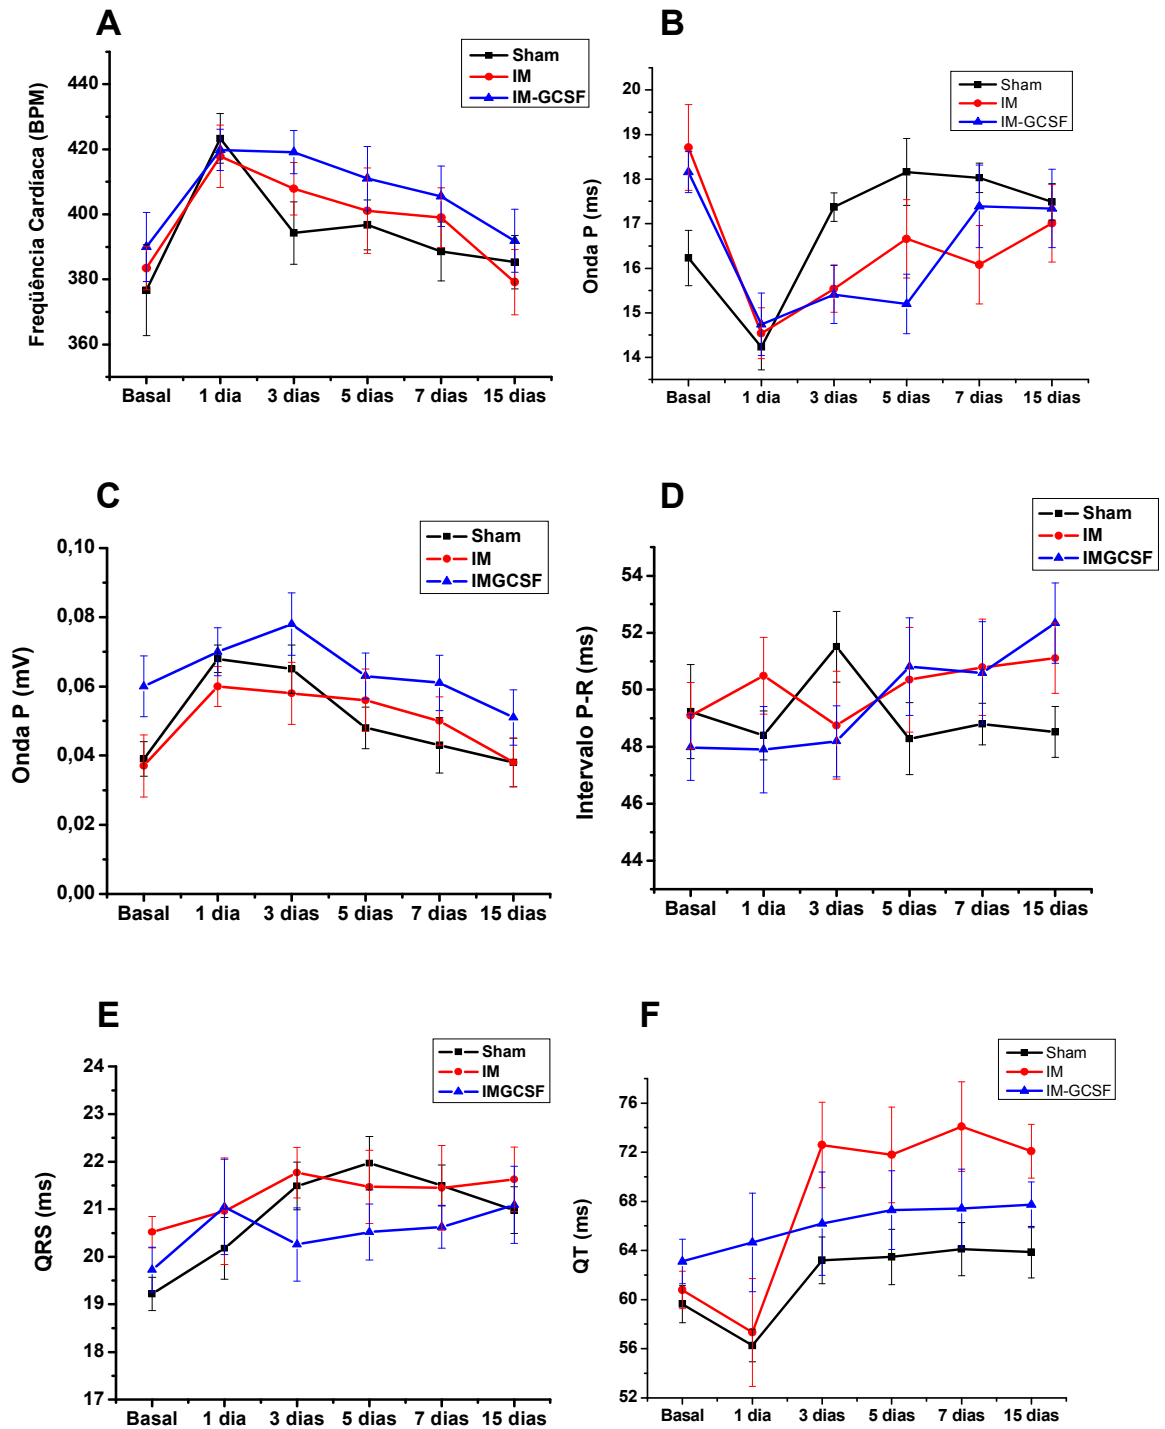 A
Sham
IM
IM-GCSF
Freqüência Cardíaca (BPM)
440
420
400
380
360
Basal 1 dia 3 dias 5 dias 7 dias 15 dias
B
Sham
IM
IM-GCSF
Onda P (ms)
20
19
18
17
16
15
14
Basal 1 dia 3 dias 5 dias 7 dias 15 dias
C
Sham
IM
IMGCSF
Onda P (mV)
0,10
0,08
0,06
0,04
0,02
0,00
Basal 1 dia 3 dias 5 dias 7 dias 15 dias
D
Sham
IM
IMGCSF
Intervalo P-R (ms)
54
52
50
48
46
44
Basal 1 dia 3 dias 5 dias 7 dias 15 dias
E
Sham
IM
IMGCSF
QRS (ms)
24
23
22
21
20
19
18
17
Basal 1 dia 3 dias 5 dias 7 dias 15 dias
F
Sham
IM
IM-GCSF
QT (ms)
76
72
68
64
60
56
52
Basal 1 dia 3 dias 5 dias 7 dias 15 dias